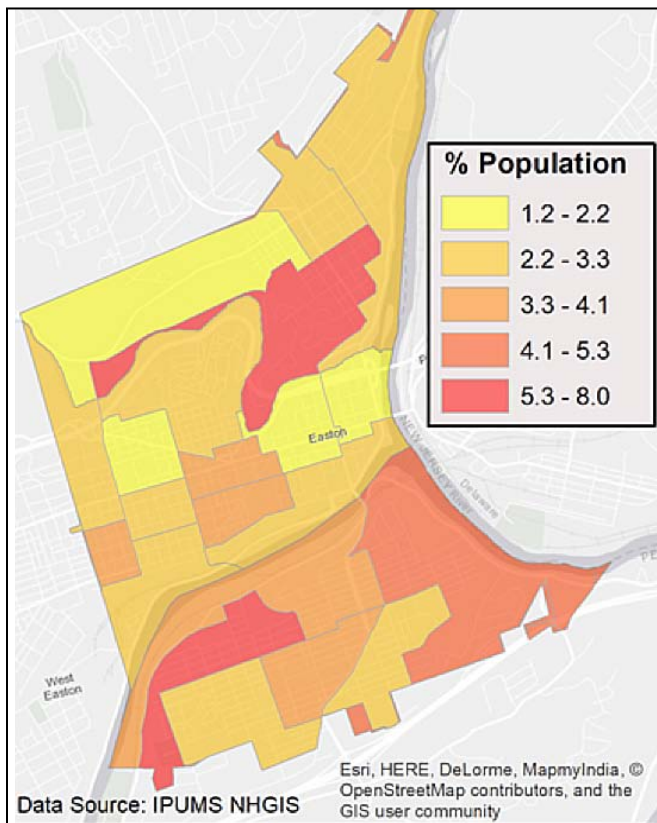 % Population
1.2 - 2.2
2.2 - 3.3
3.3 - 4.1
4.1 - 5.3
5.3 - 8.0
Easton
NEW JERSEY
Delaware
West
Easton
Data Source: IPUMS NHGIS
Esri, HERE, DeLorme, MapmyIndia, ©
OpenStreetMap contributors, and the
GIS user community